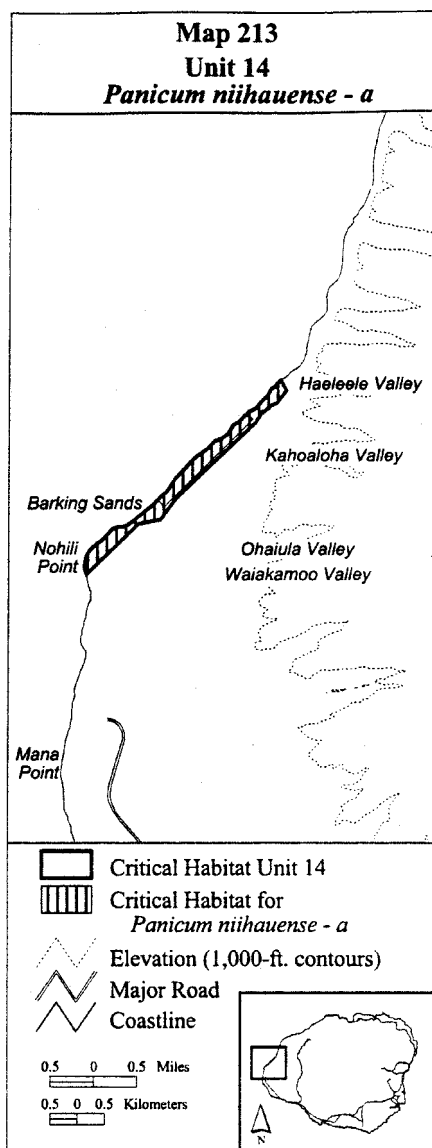 Map 213
Unit 14
Panicum niihauense - a
Haeleele Valley
Kahoaloha Valley
Barking Sands
Nohili
Point
Ohaiula Valley
Waiakamoo Valley
Mana
Point
Critical Habitat Unit 14
Critical Habitat for
Panicum niihauense - a
Elevation (1,000-ft. contours)
Major Road
Coastline
0.5 0 0.5 Miles
0.5 0 0.5 Kilometers
N